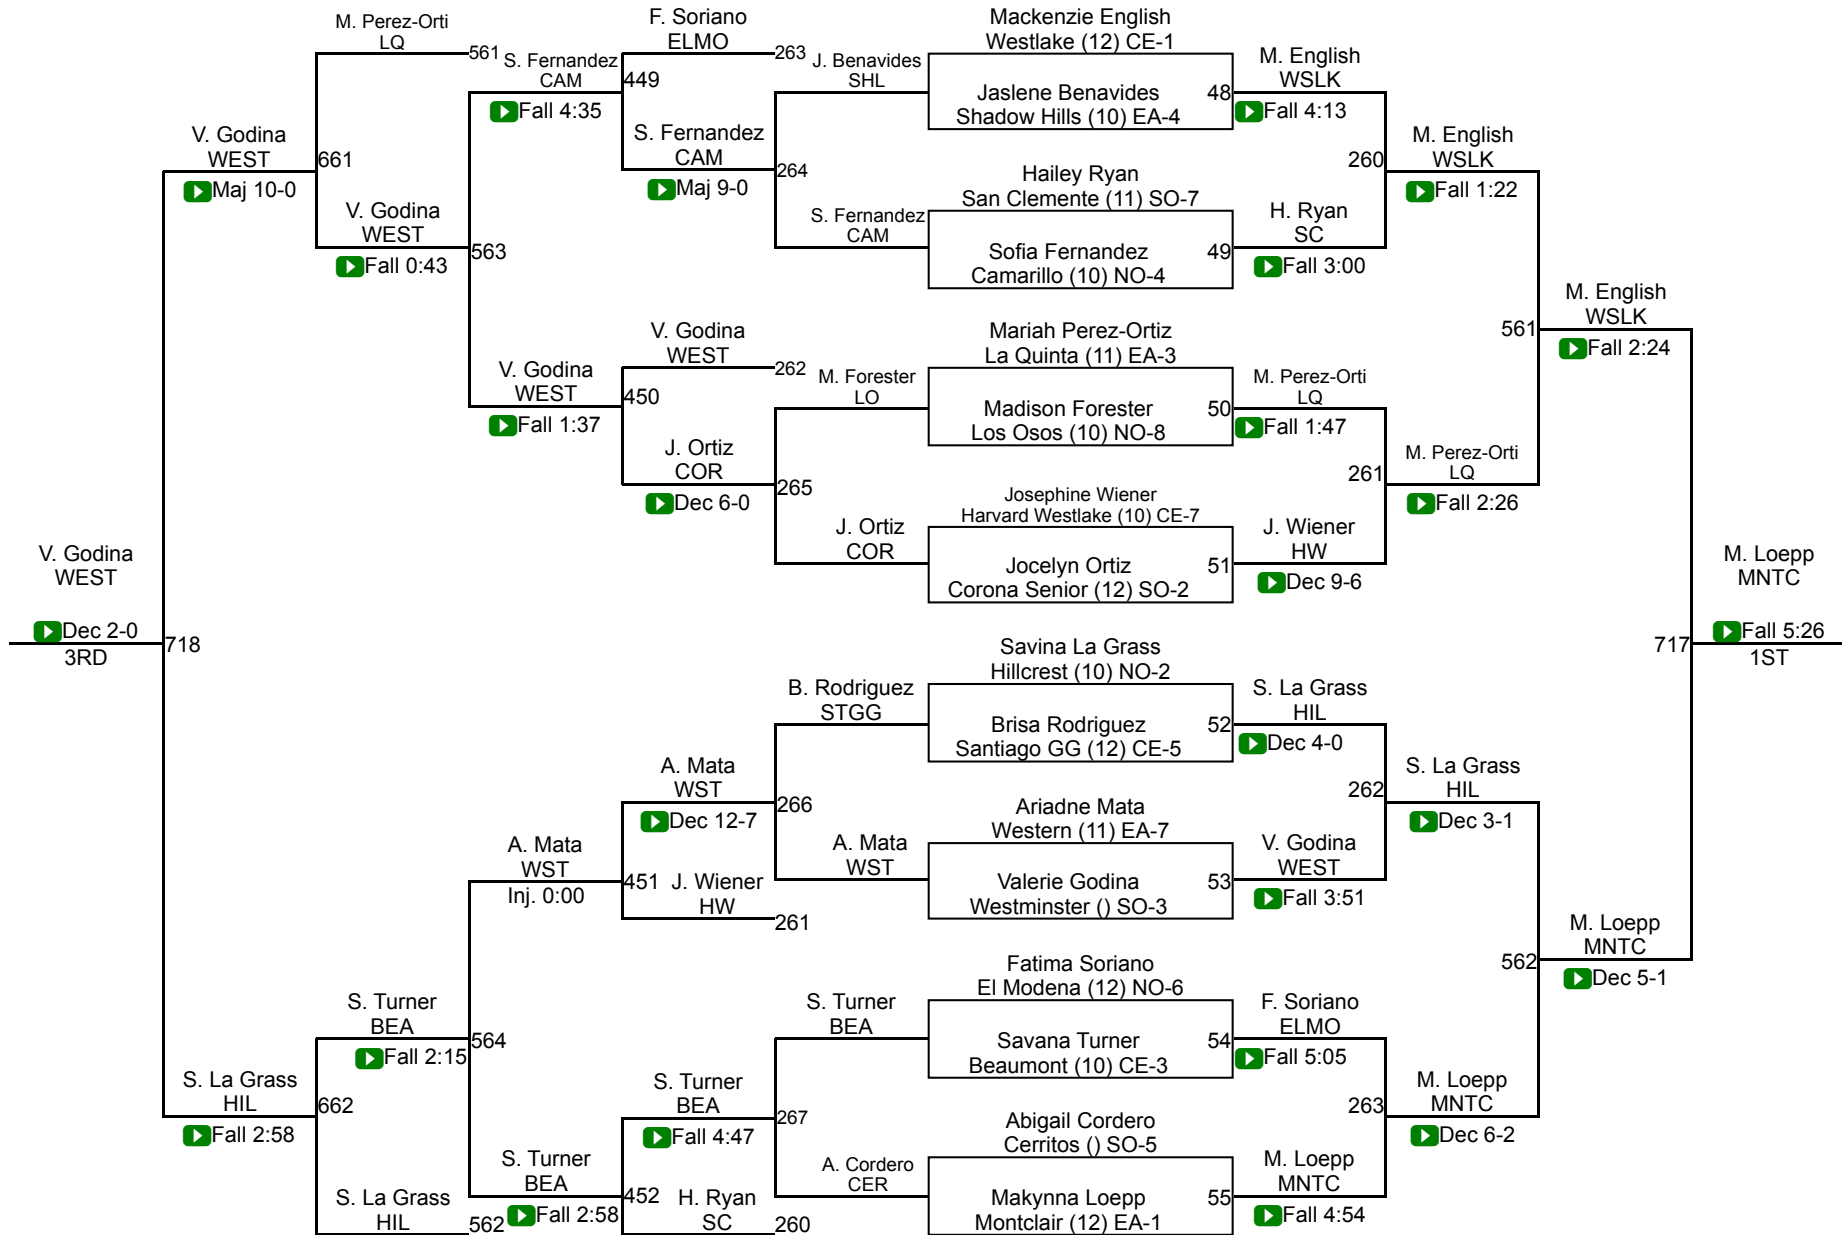 M. Perez-Orti
LQ
561
V. Godina
WEST
Maj 10-0
661
V. Godina
WEST
Fall 0:43
S. Fernandez
CAM
Fall 4:35
563
V. Godina
WEST
Fall 1:37
F. Soriano
ELMO
263
449
S. Fernandez
CAM
Maj 9-0
V. Godina
WEST
262
450
J. Ortiz
COR
Dec 6-0
J. Benavides
SHL
264
S. Fernandez
CAM
M. Forester
LO
265
J. Ortiz
COR
Mackenzie English
Westlake (12) CE-1
Jaslene Benavides
Shadow Hills (10) EA-4
48
Hailey Ryan
San Clemente (11) SO-7
Sofia Fernandez
Camarillo (10) NO-4
49
Mariah Perez-Ortiz
La Quinta (11) EA-3
Madison Forester
Los Osos (10) NO-8
50
Josephine Wiener
Harvard Westlake (10) CE-7
Jocelyn Ortiz
Corona Senior (12) SO-2
51
M. English
WSLK
Fall 4:13
260
H. Ryan
SC
Fall 3:00
M. Perez-Orti
LQ
Fall 1:47
261
J. Wiener
HW
Dec 9-6
M. English
WSLK
Fall 1:22
561
M. Perez-Orti
LQ
Fall 2:26
M. English
WSLK
Fall 2:24
V. Godina
WEST
Dec 2-0
3RD
718
717
M. Loepp
MNTC
Fall 5:26
1ST
S. La Grass
HIL
Fall 2:58
662
S. Turner
BEA
Fall 2:15
S. La Grass
HIL
562
564
A. Mata
WST
Inj. 0:00
S. Turner
BEA
Fall 2:58
A. Mata
WST
Dec 12-7
451
J. Wiener
HW
261
S. Turner
BEA
Fall 4:47
452
H. Ryan
SC
260
B. Rodriguez
STGG
266
A. Mata
WST
S. Turner
BEA
267
A. Cordero
CER
Savina La Grass
Hillcrest (10) NO-2
Brisa Rodriguez
Santiago GG (12) CE-5
52
Ariadne Mata
Western (11) EA-7
Valerie Godina
Westminster () SO-3
53
Fatima Soriano
El Modena (12) NO-6
Savana Turner
Beaumont (10) CE-3
54
Abigail Cordero
Cerritos () SO-5
Makynna Loepp
Montclair (12) EA-1
55
S. La Grass
HIL
Dec 4-0
262
V. Godina
WEST
Fall 3:51
F. Soriano
ELMO
Fall 5:05
263
M. Loepp
MNTC
Fall 4:54
S. La Grass
HIL
Dec 3-1
562
M. Loepp
MNTC
Dec 6-2
M. Loepp
MNTC
Dec 5-1